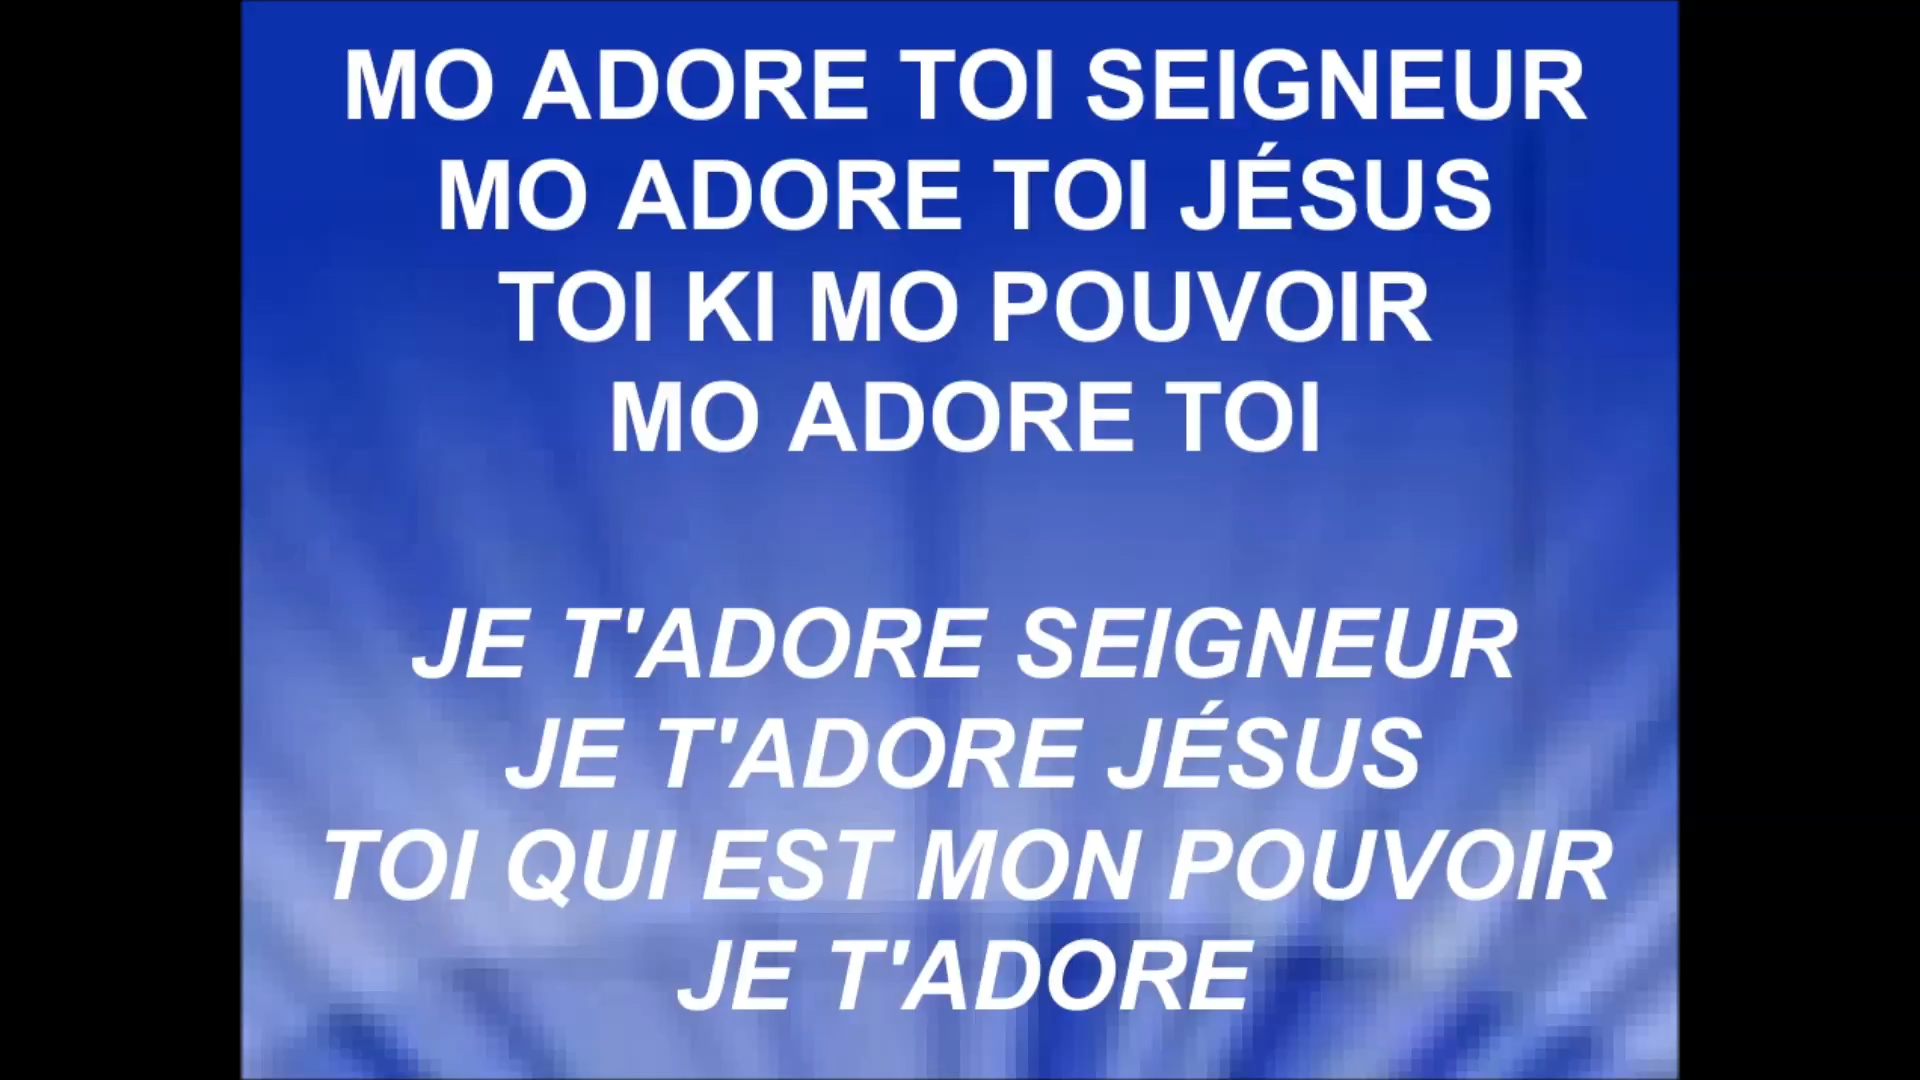 MO ADORE TOI SEIGNEUR
MO ADORE TOI JÉSUS
TOI KI MO POUVOIR
MO ADORE TOI
JE T'ADORE SEIGNEUR
JE T'ADORE JÉSUS
TOI QUI EST MON POUVOIR
JE T'ADORE